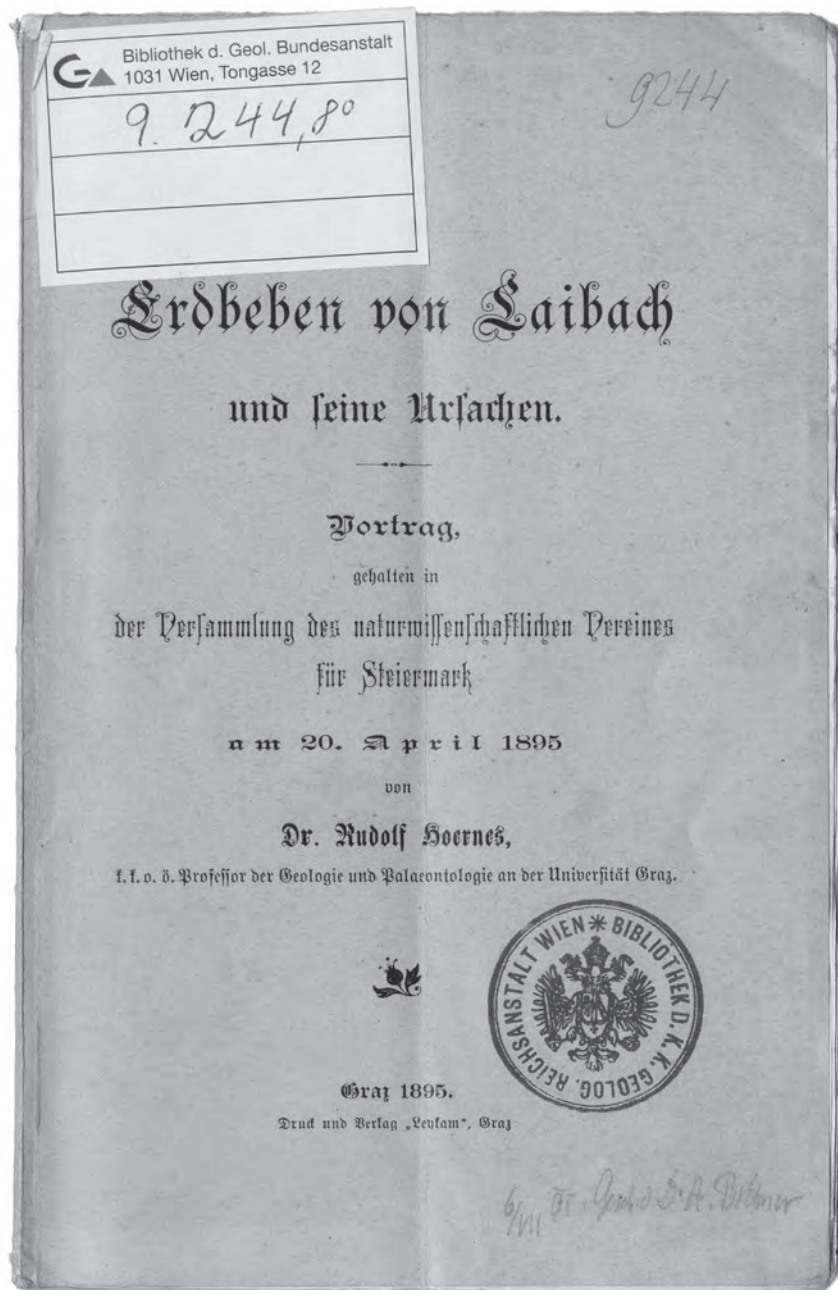 Bibliothek d. Geol. Bundesanstalt
1031 Wien, Tongasse 12
9. 244,80
9244
Erdbeben von Laibach
und seine Ursachen.
Vortrag,
gehalten in
der Versammlung des naturwissenschaftlichen Vereines
für Steiermark
am 20. April 1895
von
Dr. Rudolf Hoernes,
k. k. o. ö. Professor der Geologie und Palaeontologie an der Universität Graz.
BIBLIOTHEK D. K. K. GEOLOG. REICHSANSTALT WIEN *
Graz 1895.
Druck und Verlag „Leykam“, Graz